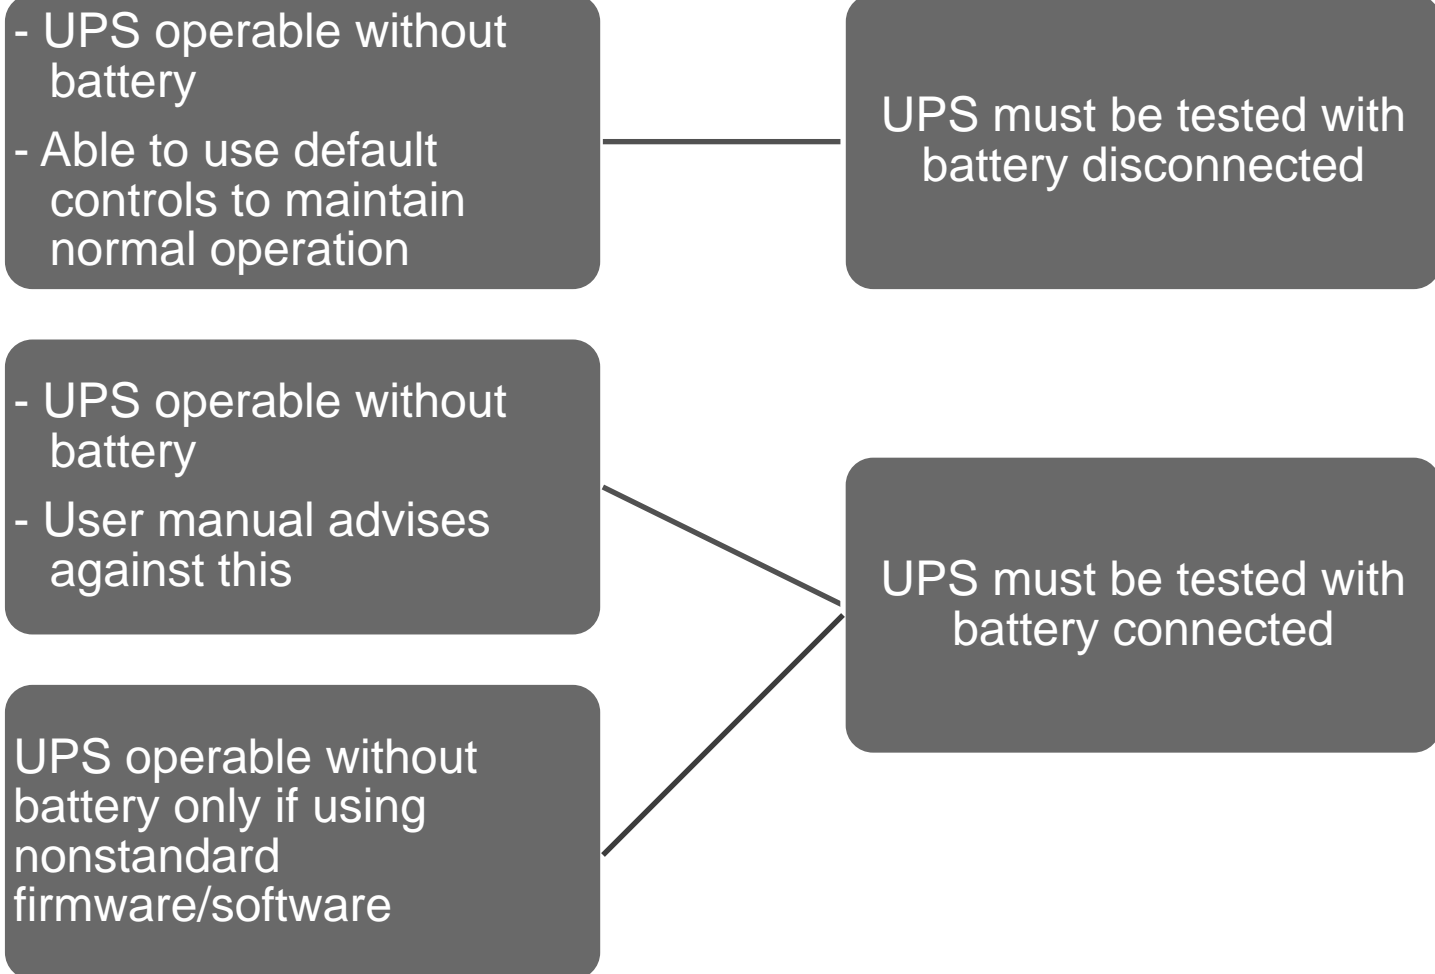 - UPS operable without
battery
- Able to use default
controls to maintain
normal operation
UPS must be tested with
battery disconnected
- UPS operable without
battery
- User manual advises
against this
UPS must be tested with
battery connected
UPS operable without
battery only if using
nonstandard
firmware/software